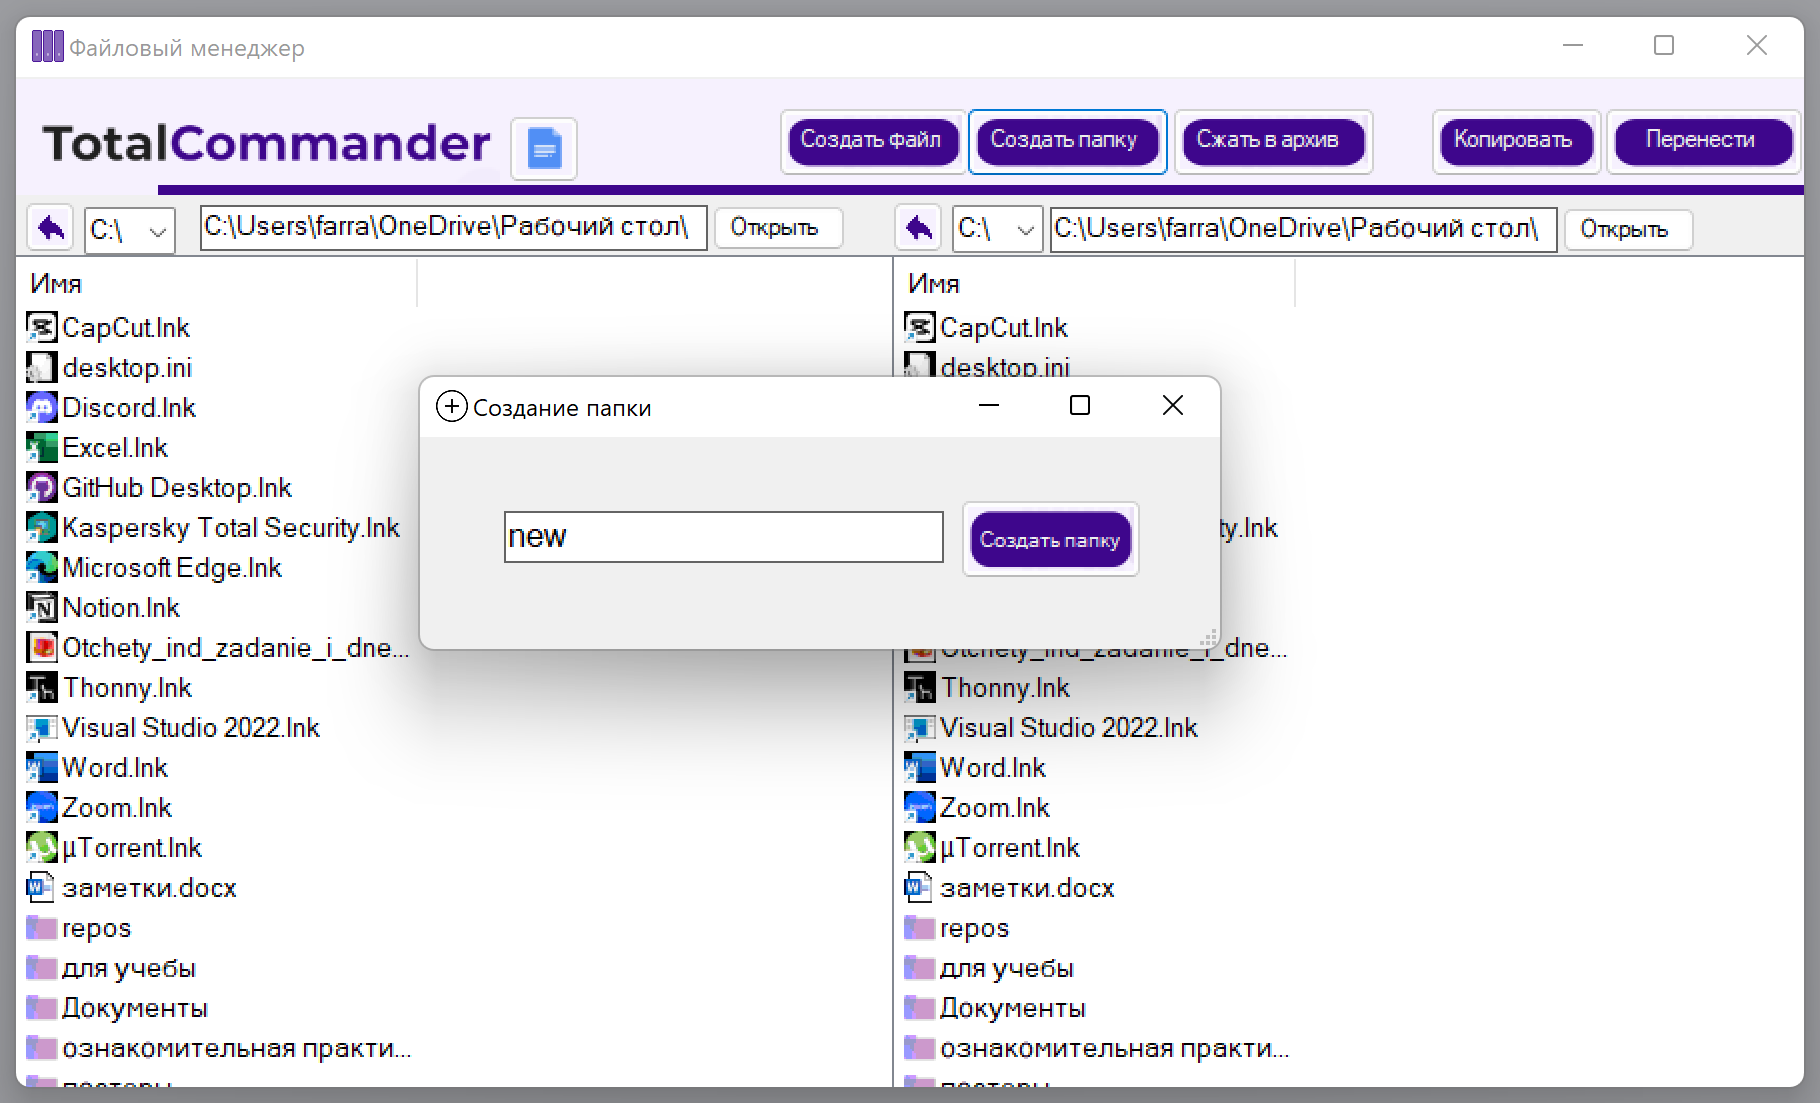 Файловый менеджер
TotalCommander
Создать файл
Создать папку
Сжать в архив
Копировать
Перенести
C:\
C:\Users\farra\OneDrive\Рабочий стол\
Открыть
C:\
C:\Users\farra\OneDrive\Рабочий стол\
Открыть
Имя
CapCut.lnk
desktop.ini
Discord.lnk
Excel.lnk
GitHub Desktop.lnk
Kaspersky Total Security.lnk
Microsoft Edge.lnk
Notion.lnk
Otchety_ind_zadanie_i_dne...
Thonny.lnk
Visual Studio 2022.lnk
Word.lnk
Zoom.lnk
µTorrent.lnk
заметки.docx
repos
для учебы
Документы
ознакомительная практи...
Имя
CapCut.lnk
desktop.ini
ty.lnk
Otchety_ind_zadanie_i_dne...
Thonny.lnk
Visual Studio 2022.lnk
Word.lnk
Zoom.lnk
µTorrent.lnk
заметки.docx
repos
для учебы
Документы
ознакомительная практи...
Создание папки
new
Создать папку